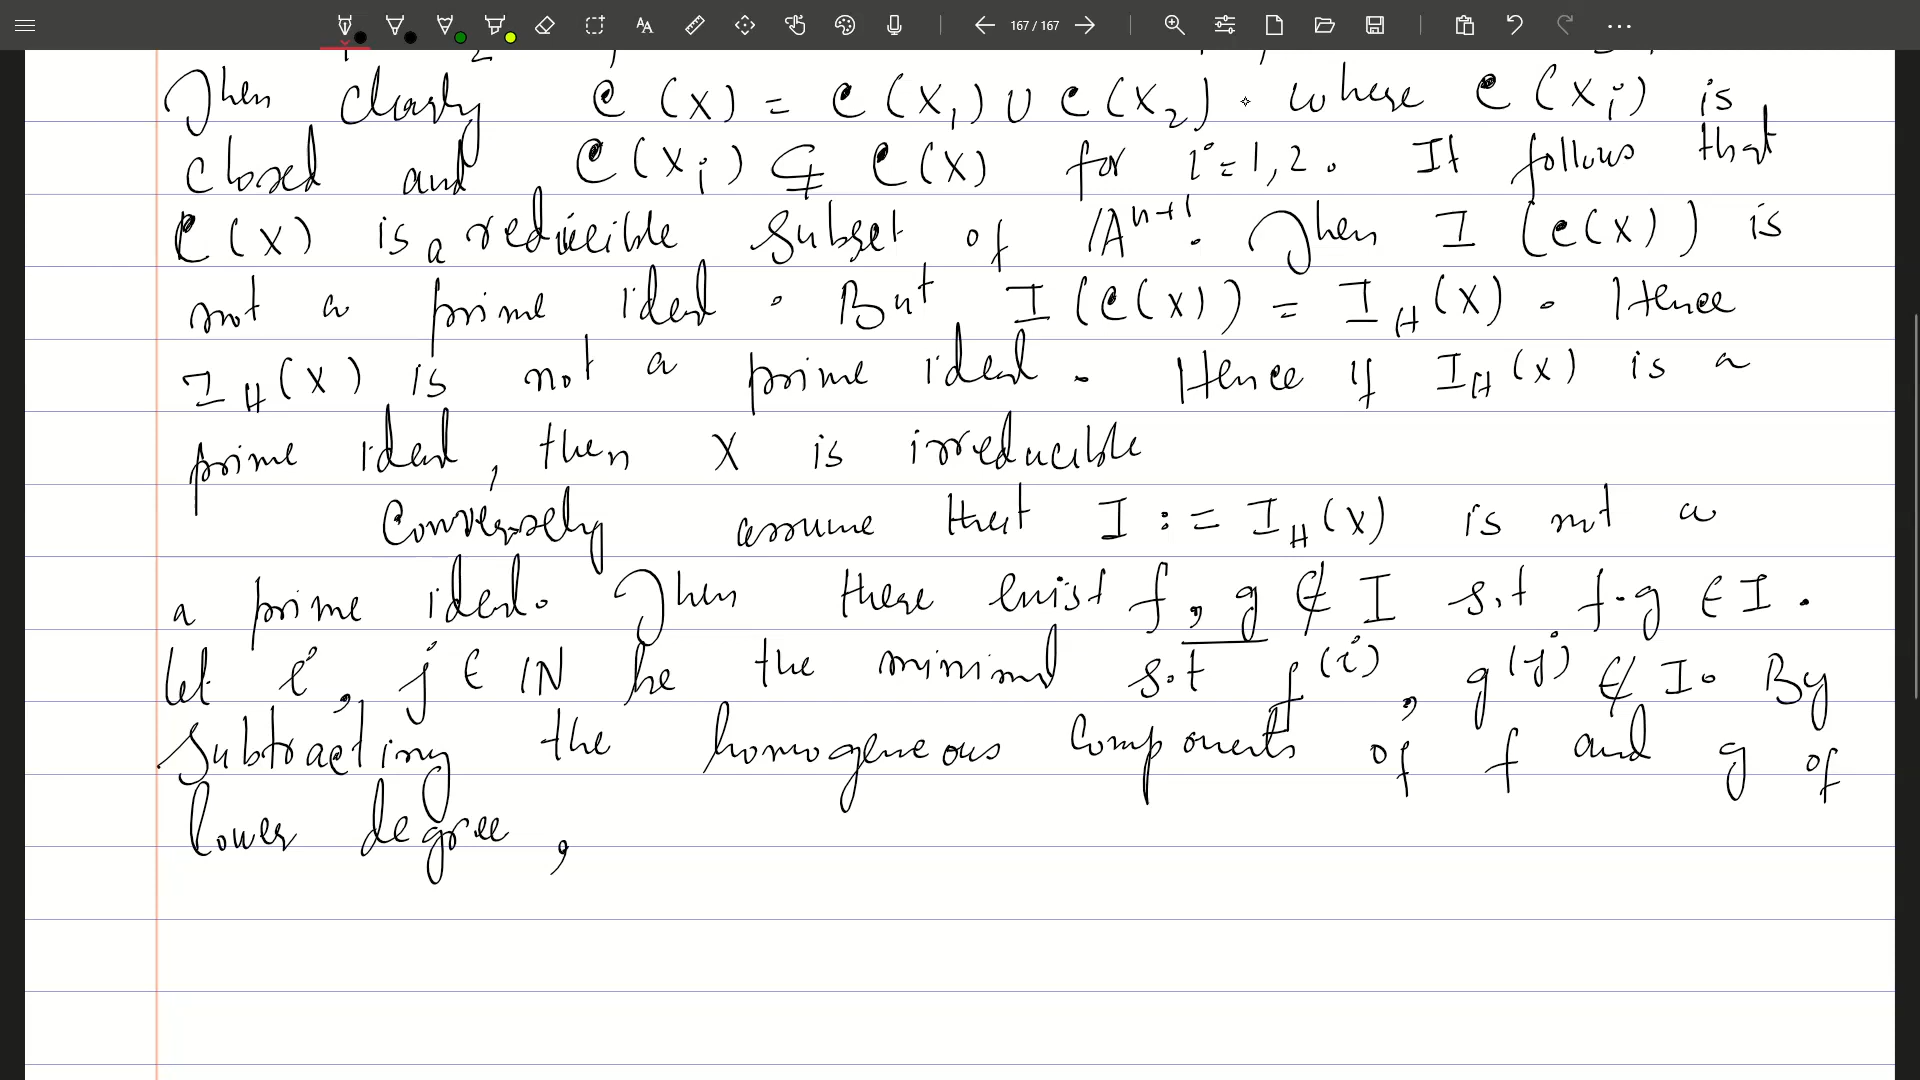 167 / 167
Then clearly C (X) = C(X₁) ∪ C(X₂). where C(Xᵢ) is
closed and C(Xᵢ) ⊊ C(X) for i=1,2. It follows that
C(X) is a reducible subset of Aⁿ⁺¹. Then I (C(X)) is
not a prime ideal. But I(C(X)) = I_H(X). Hence
I_H(X) is not a prime ideal. Hence if I_H(X) is a
prime ideal, then X is irreducible
Conversely assume that I := I_H(X) is not a
a prime ideal. Then there exist f, g ∉ I s.t f·g ∈ I.
let i, j ∈ IN be the minimal s.t f⁽ⁱ⁾, g⁽ʲ⁾ ∉ I. By
subtracting the homogeneous components of f and g of
lower degree,